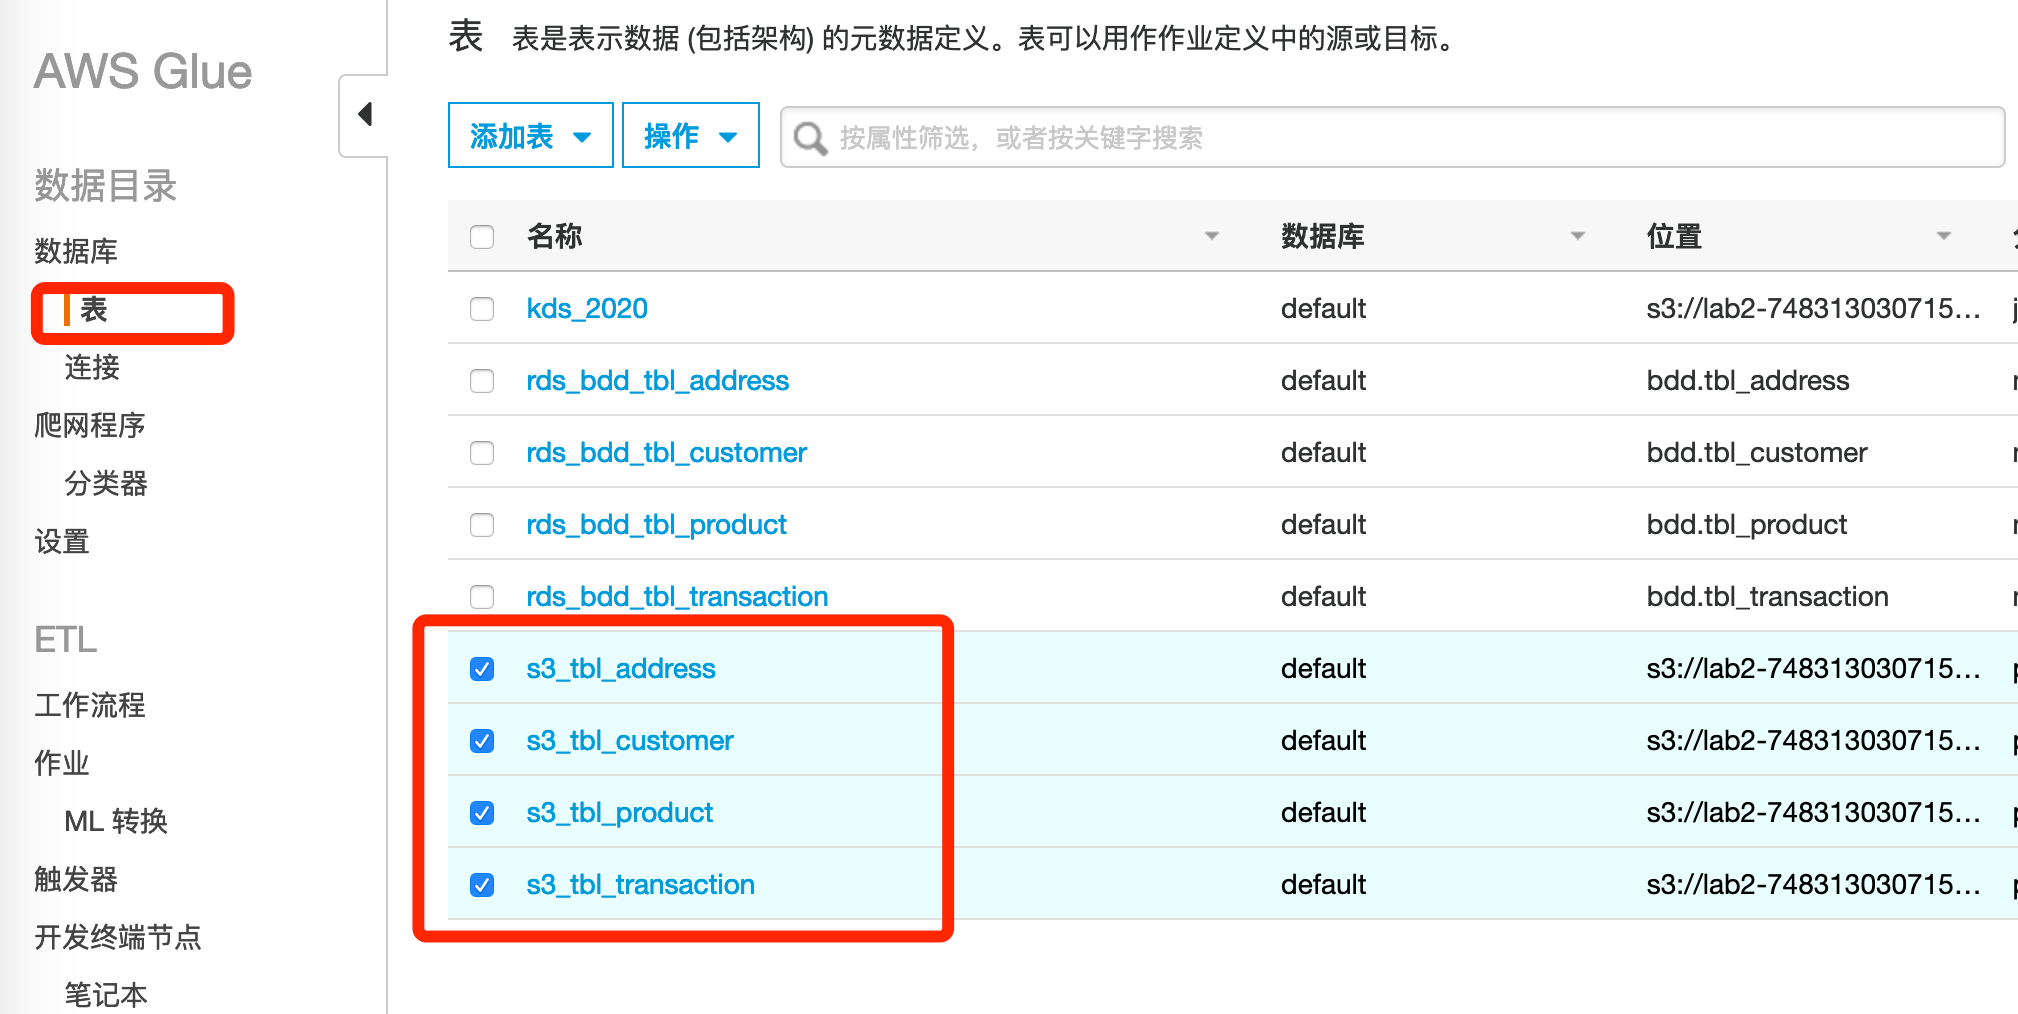 AWS Glue
数据目录
数据库
表
连接
爬网程序
分类器
设置
ETL
工作流程
作业
ML 转换
触发器
开发终端节点
笔记本
表 表是表示数据 (包括架构) 的元数据定义。表可以用作作业定义中的源或目标。
添加表 操作 按属性筛选，或者按关键字搜索
名称 数据库 位置
kds_2020 default s3://lab2-748313030715...
rds_bdd_tbl_address default bdd.tbl_address
rds_bdd_tbl_customer default bdd.tbl_customer
rds_bdd_tbl_product default bdd.tbl_product
rds_bdd_tbl_transaction default bdd.tbl_transaction
s3_tbl_address default s3://lab2-748313030715...
s3_tbl_customer default s3://lab2-748313030715...
s3_tbl_product default s3://lab2-748313030715...
s3_tbl_transaction default s3://lab2-748313030715...